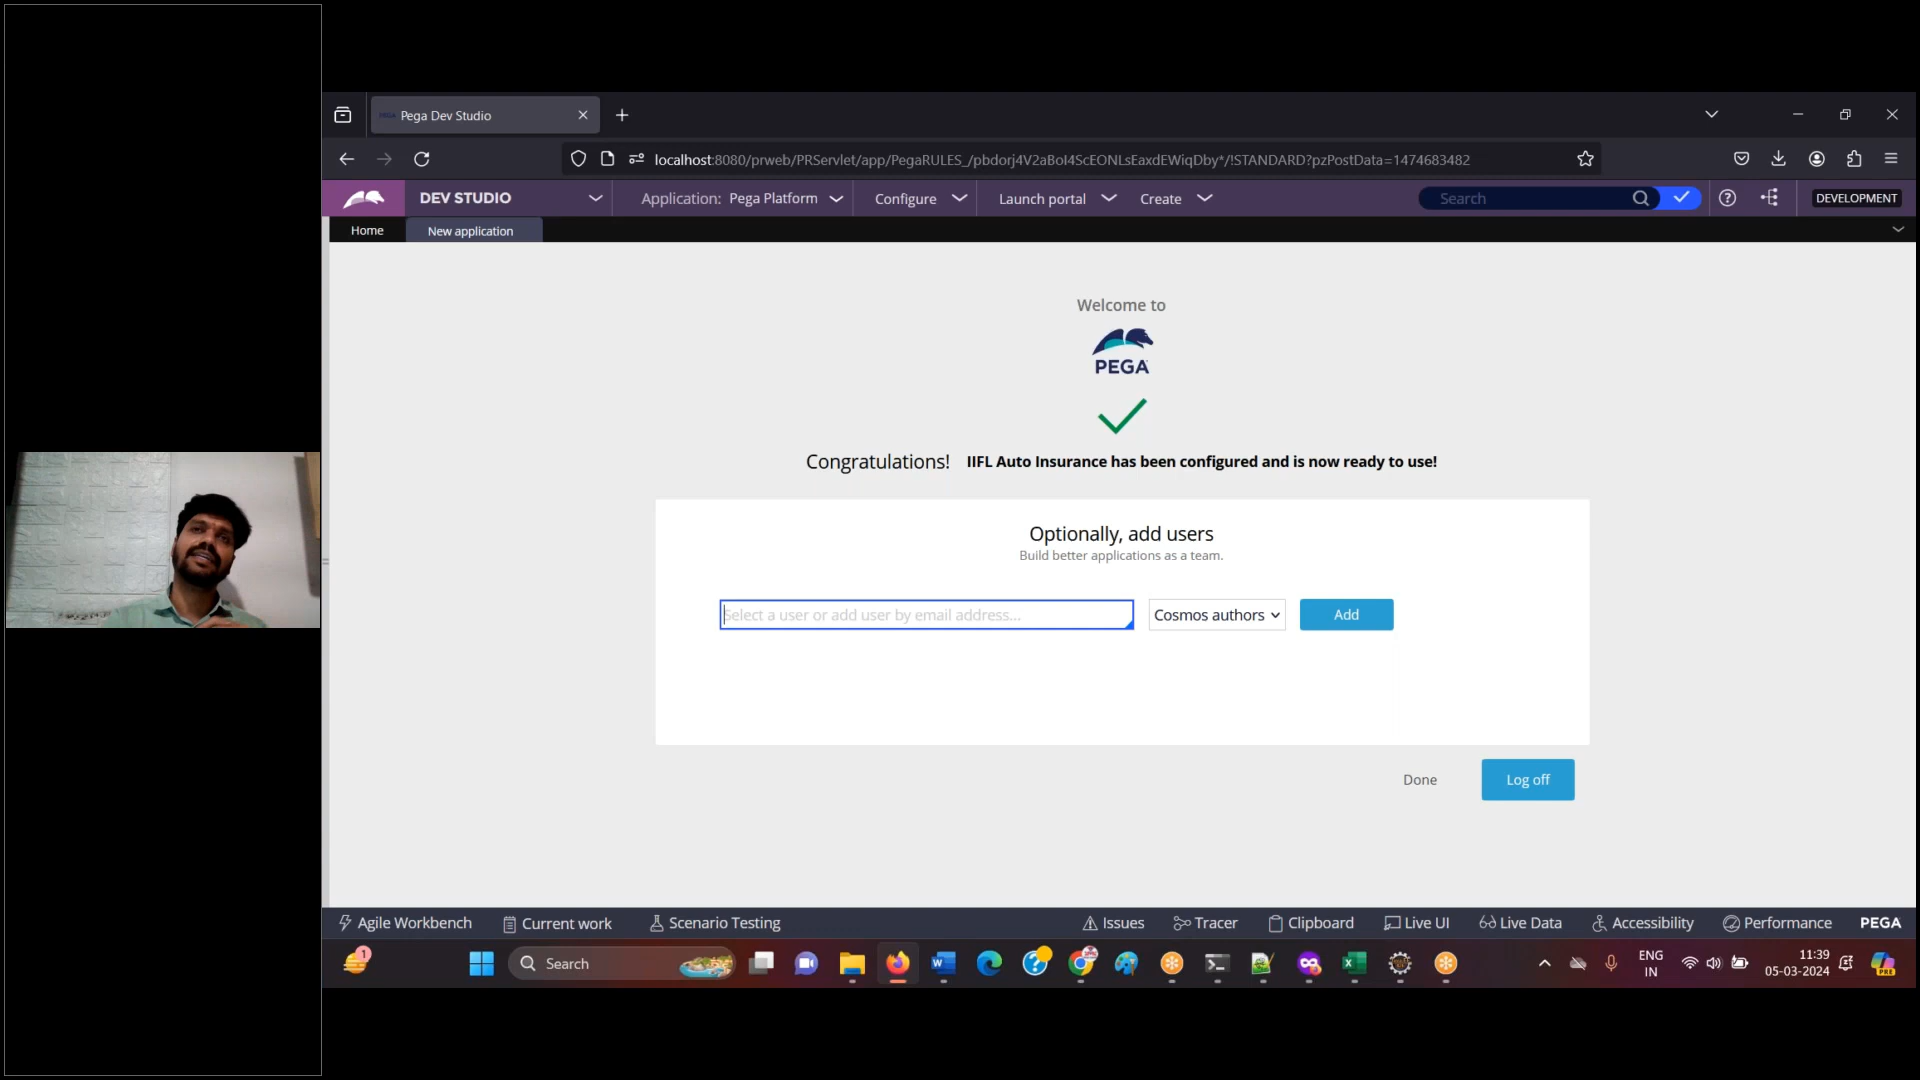 Pega Dev Studio
localhost:8080/prweb/PRServlet/app/PegaRULES_/pbdorj4V2aBoI4ScEONLsEaxdEWiqDby*/!STANDARD?pzPostData=1474683482
DEV STUDIO
Application: Pega Platform
Configure
Launch portal
Create
Search
DEVELOPMENT
Home
New application
Welcome to
PEGA
Congratulations! IIFL Auto Insurance has been configured and is now ready to use!
Optionally, add users
Build better applications as a team.
Select a user or add user by email address...
Cosmos authors
Add
Done
Log off
Agile Workbench
Current work
Scenario Testing
Issues
Tracer
Clipboard
Live UI
Live Data
Accessibility
Performance
PEGA
1
Search
ENG
IN
11:39
05-03-2024
PRE